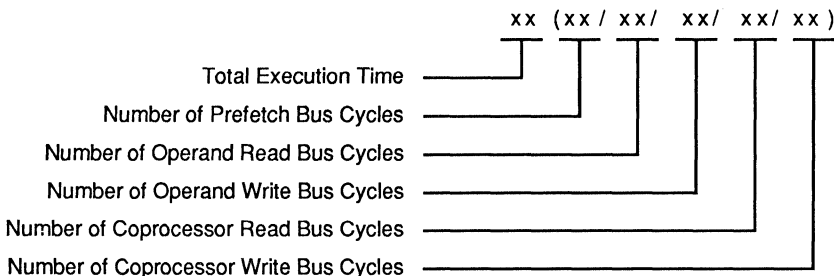 xx (xx/ xx/ xx/ xx/ xx)
Total Execution Time
Number of Prefetch Bus Cycles
Number of Operand Read Bus Cycles
Number of Operand Write Bus Cycles
Number of Coprocessor Read Bus Cycles
Number of Coprocessor Write Bus Cycles